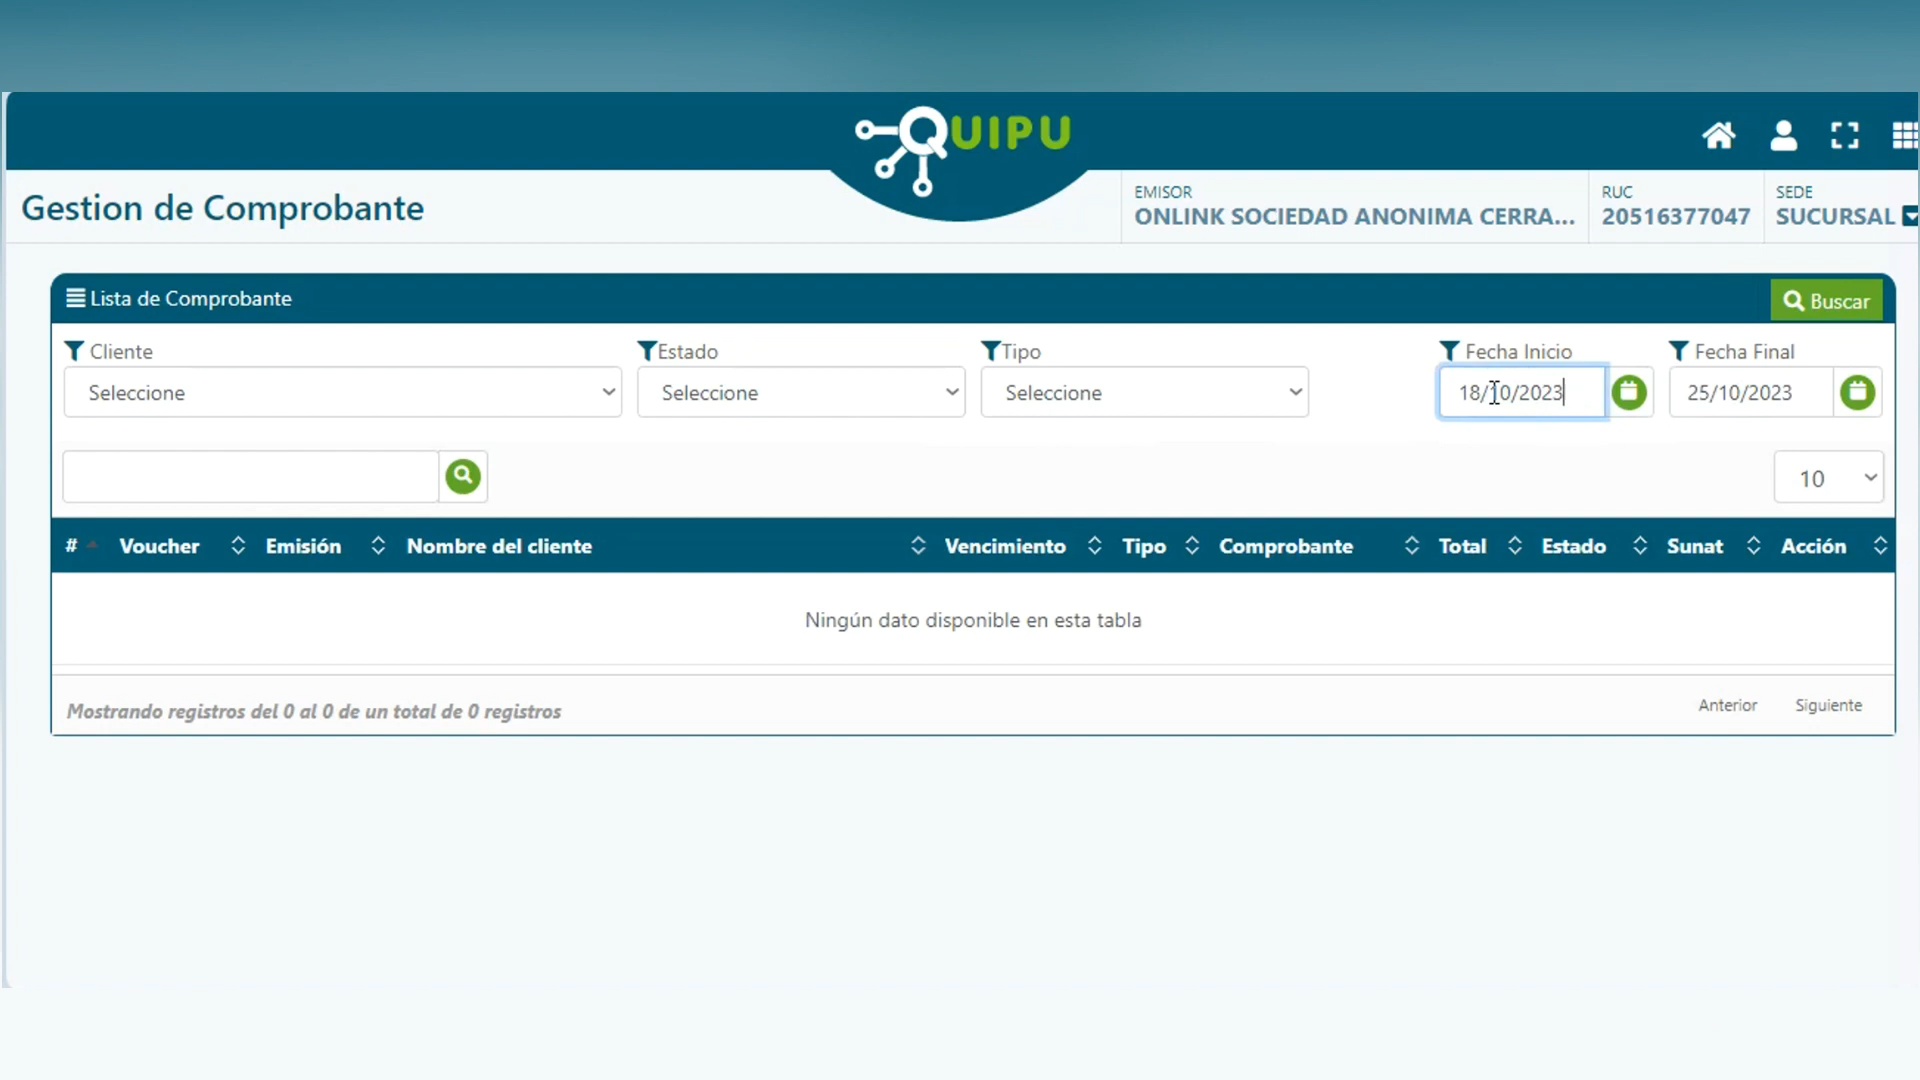 QUIPU
Gestion de Comprobante
EMISOR
ONLINK SOCIEDAD ANONIMA CERRA...
RUC
20516377047
SEDE
SUCURSAL
Lista de Comprobante
Buscar
Cliente
Estado
Tipo
Fecha Inicio
Fecha Final
Seleccione
Seleccione
Seleccione
18/10/2023
25/10/2023
10
# Voucher Emisión Nombre del cliente Vencimiento Tipo Comprobante Total Estado Sunat Acción
Ningún dato disponible en esta tabla
Mostrando registros del 0 al 0 de un total de 0 registros
Anterior Siguiente